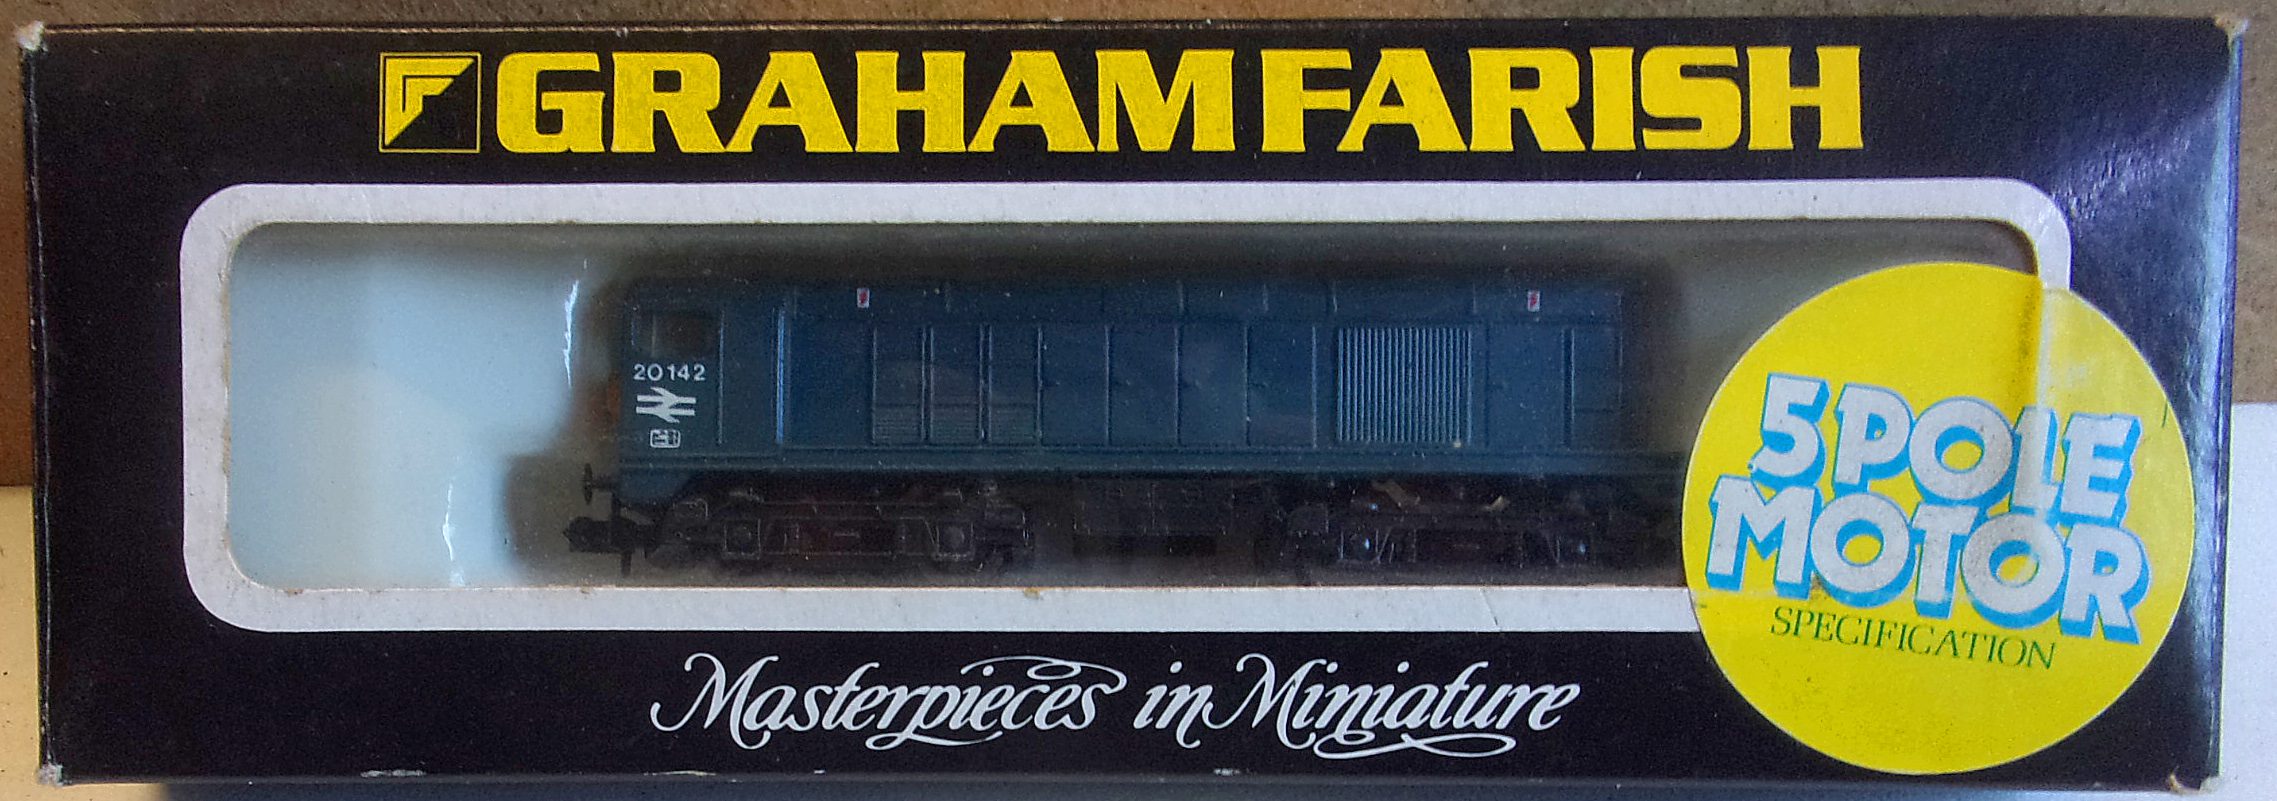 GRAHAM FARISH
20142
5 POLE
MOTOR
SPECIFICATION
Masterpieces in Miniature